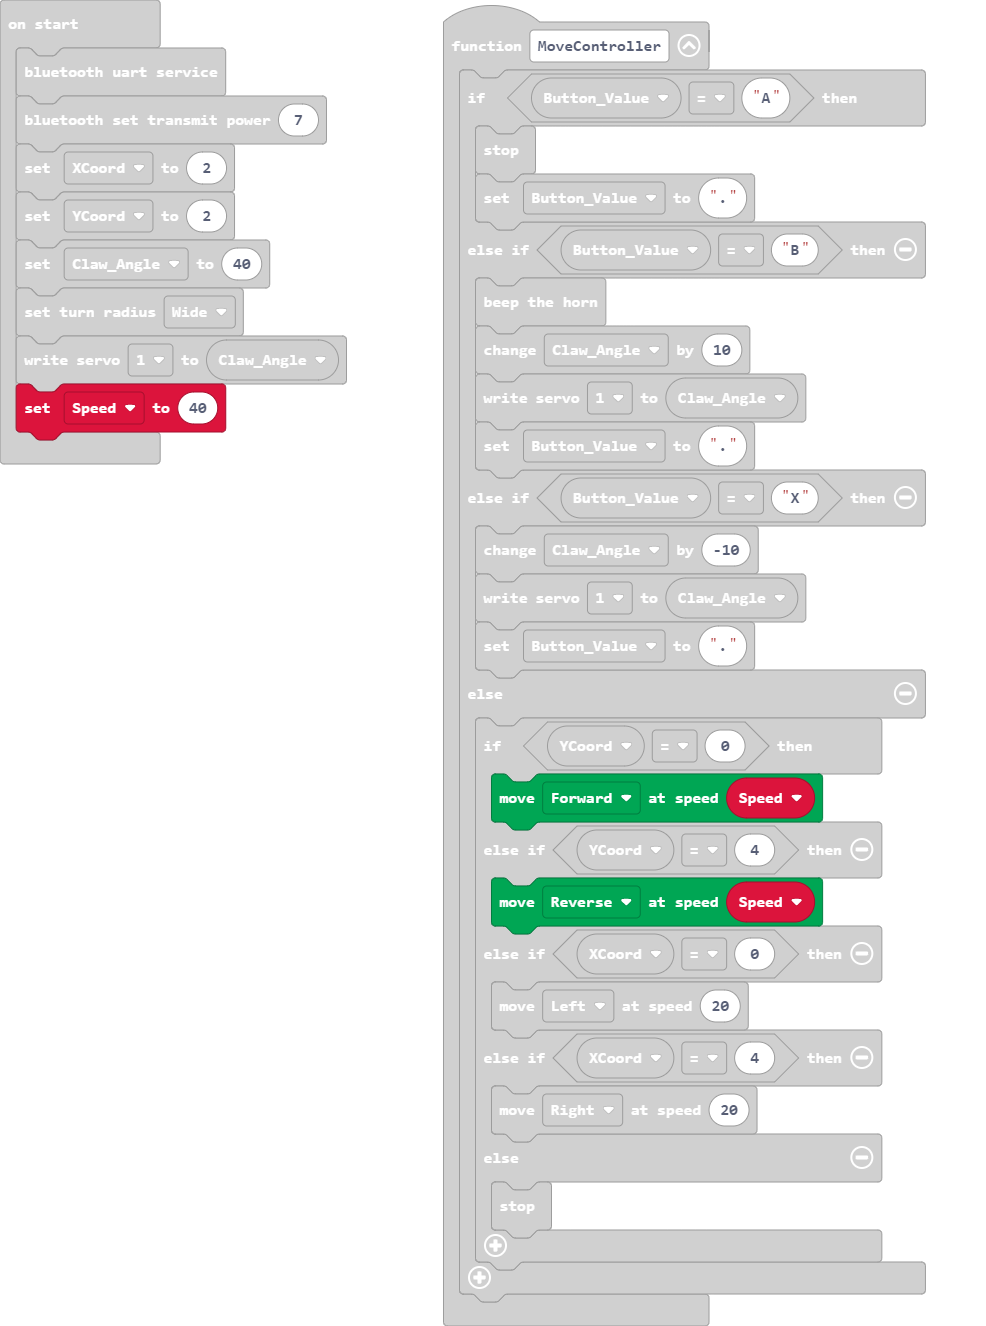 on start
bluetooth uart service
bluetooth set transmit power 7
set XCoord to 2
set YCoord to 2
set Claw_Angle to 40
set turn radius Wide
write servo 1 to Claw_Angle
set Speed to 40
function MoveController
if Button_Value = "A" then
stop
set Button_Value to "."
else if Button_Value = "B" then
beep the horn
change Claw_Angle by 10
write servo 1 to Claw_Angle
set Button_Value to "."
else if Button_Value = "X" then
change Claw_Angle by -10
write servo 1 to Claw_Angle
set Button_Value to "."
else
if YCoord = 0 then
move Forward at speed Speed
else if YCoord = 4 then
move Reverse at speed Speed
else if XCoord = 0 then
move Left at speed 20
else if XCoord = 4 then
move Right at speed 20
else
stop